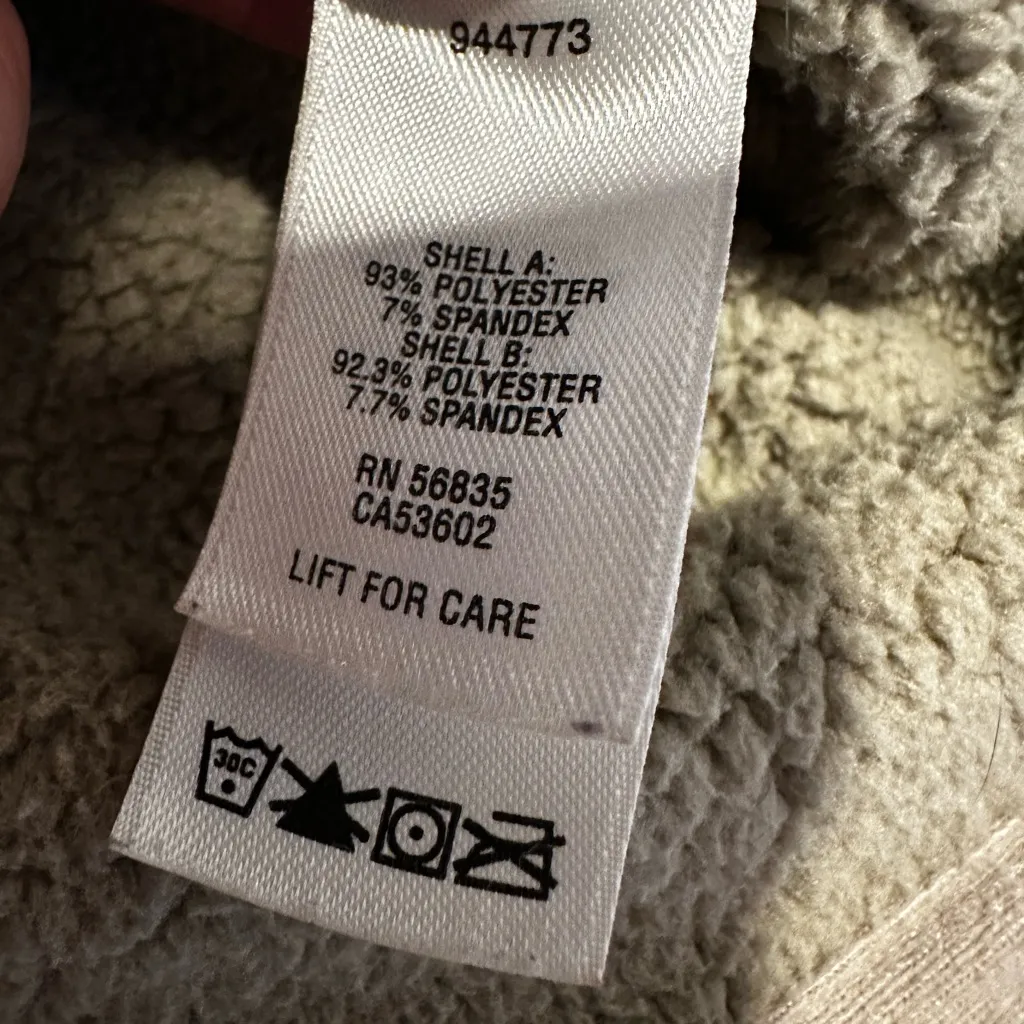 944773
SHELL A:
93% POLYESTER
7% SPANDEX
SHELL B:
92.3% POLYESTER
7.7% SPANDEX
RN 56835
CA53602
LIFT FOR CARE
30C